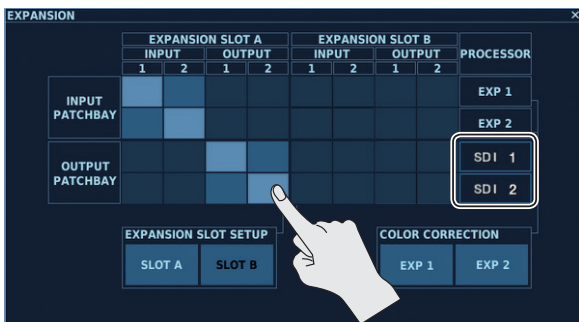 EXPANSION ×
EXPANSION SLOT A EXPANSION SLOT B PROCESSOR
INPUT OUTPUT INPUT OUTPUT
1 2 1 2 1 2 1 2
INPUT PATCHBAY EXP 1
EXP 2
OUTPUT PATCHBAY SDI 1
SDI 2
EXPANSION SLOT SETUP COLOR CORRECTION
SLOT A SLOT B EXP 1 EXP 2